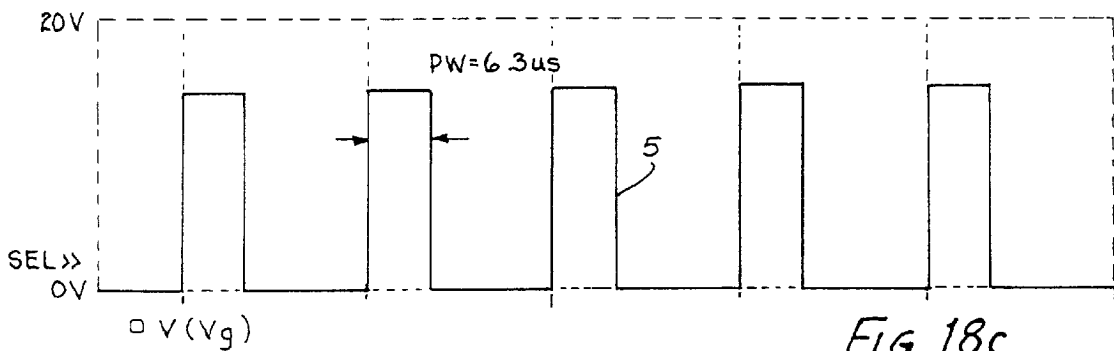 20V
PW=6.3us
5
SEL>>
0V
□ V(Vg)
FIG. 18c